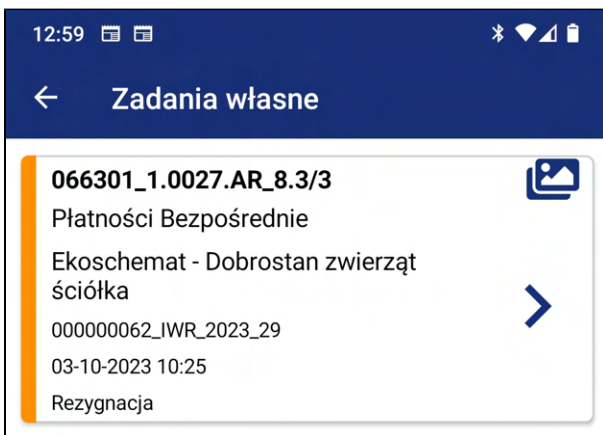 12:59
Zadania własne
066301_1.0027.AR_8.3/3
Płatności Bezpośrednie
Ekoschemat - Dobrostan zwierząt
ściółka
000000062_IWR_2023_29
03-10-2023 10:25
Rezygnacja